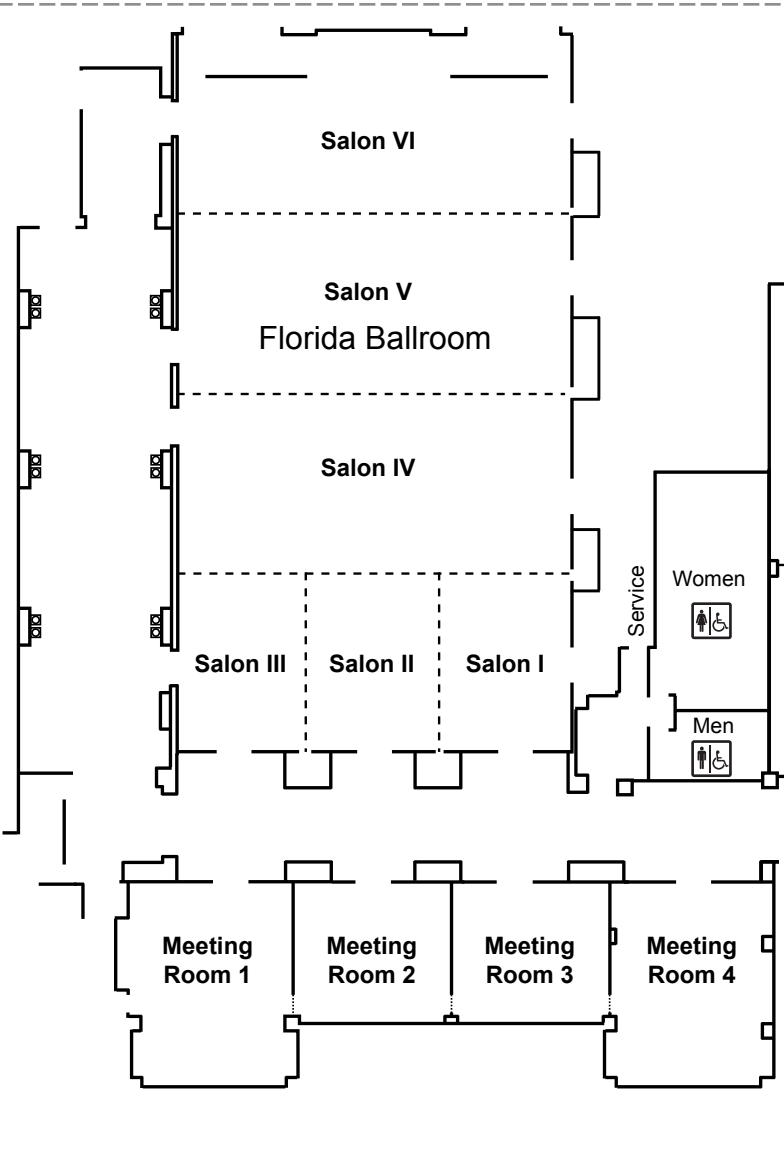 Salon VI
Salon V
Florida Ballroom
Salon IV
Service
Women
Salon III
Salon II
Salon I
Men
Meeting
Room 1
Meeting
Room 2
Meeting
Room 3
Meeting
Room 4